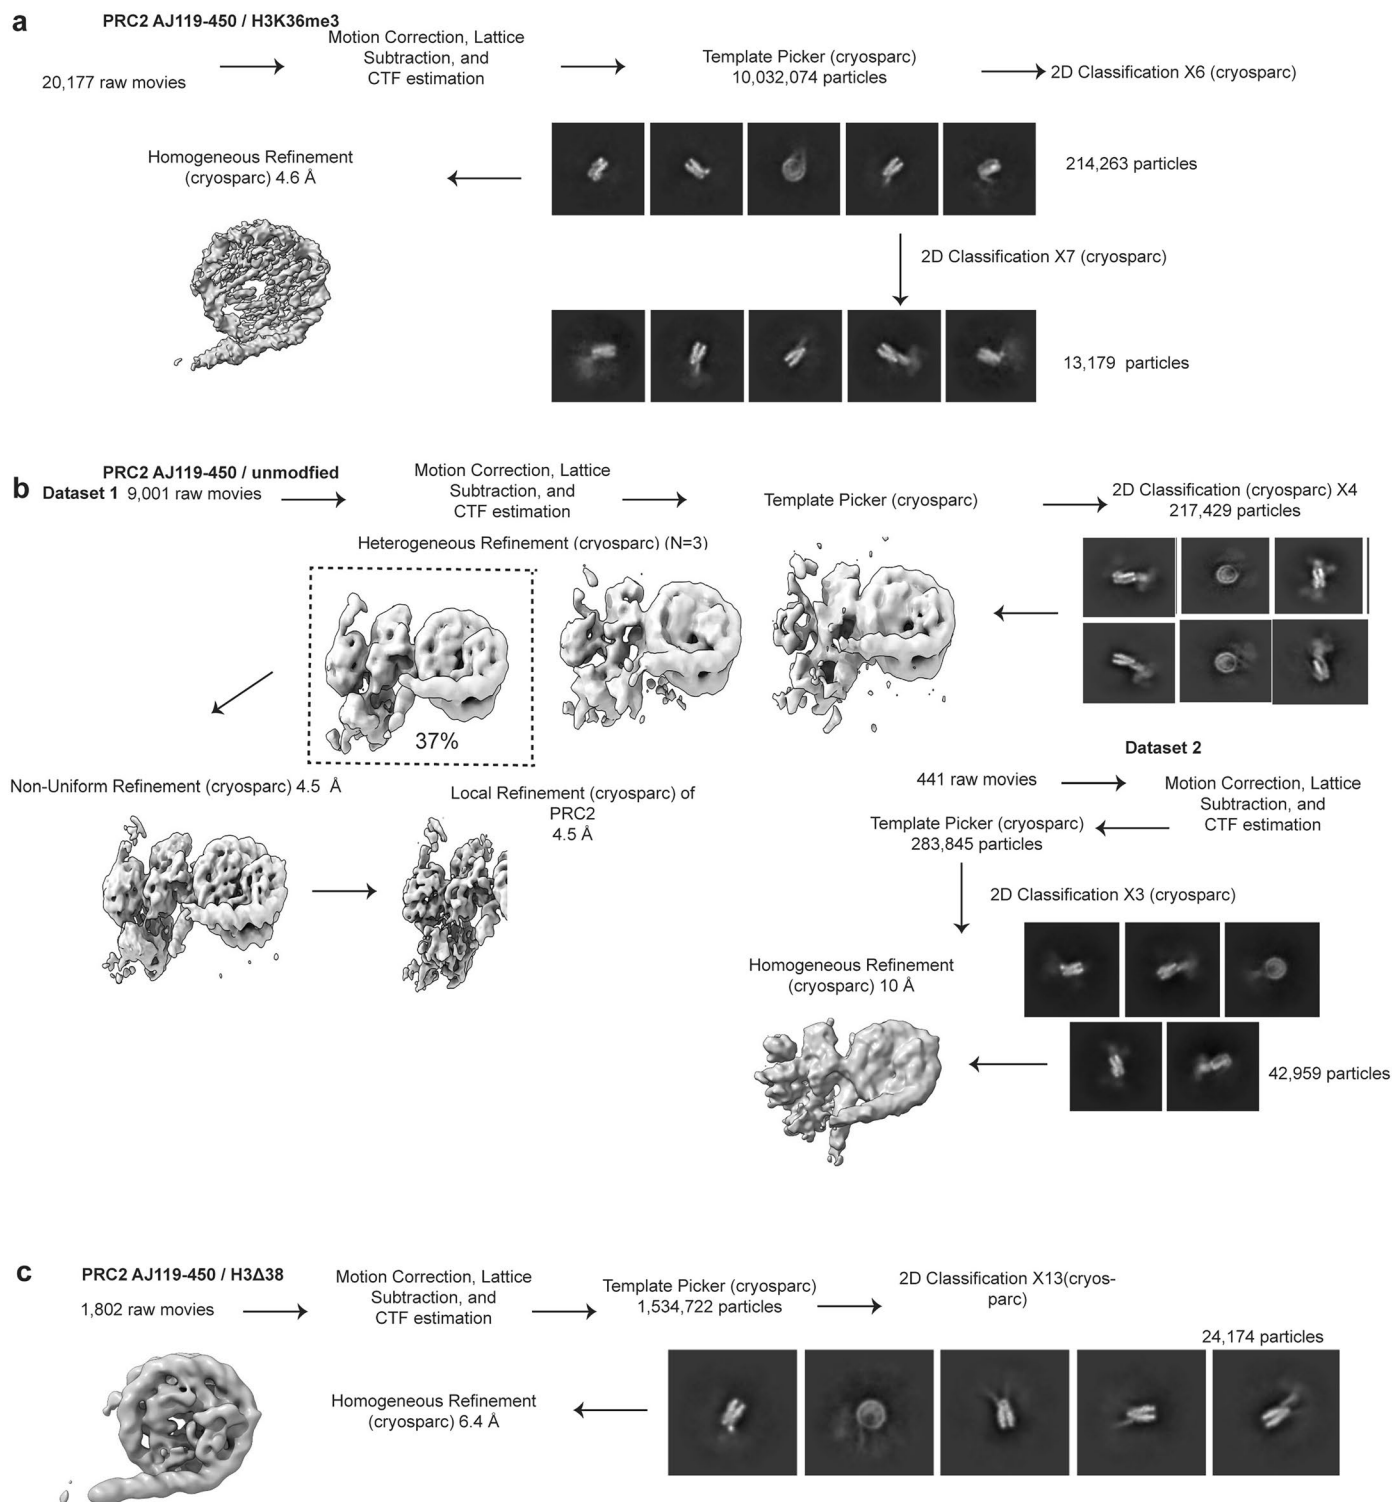 a
PRC2 AJ119-450 / H3K36me3
20,177 raw movies
Motion Correction, Lattice
Subtraction, and
CTF estimation
Template Picker (cryosparc)
10,032,074 particles
2D Classification X6 (cryosparc)
214,263 particles
Homogeneous Refinement
(cryosparc) 4.6 Å
2D Classification X7 (cryosparc)
13,179 particles
b
PRC2 AJ119-450 / unmodfied
Dataset 1 9,001 raw movies
Motion Correction, Lattice
Subtraction, and
CTF estimation
Template Picker (cryosparc)
2D Classification (cryosparc) X4
217,429 particles
Heterogeneous Refinement (cryosparc) (N=3)
37%
Non-Uniform Refinement (cryosparc) 4.5 Å
Local Refinement (cryosparc) of
PRC2
4.5 Å
Dataset 2
441 raw movies
Motion Correction, Lattice
Subtraction, and
CTF estimation
Template Picker (cryosparc)
283,845 particles
2D Classification X3 (cryosparc)
42,959 particles
Homogeneous Refinement
(cryosparc) 10 Å
c
PRC2 AJ119-450 / H3Δ38
1,802 raw movies
Motion Correction, Lattice
Subtraction, and
CTF estimation
Template Picker (cryosparc)
1,534,722 particles
2D Classification X13(cryos-
parc)
24,174 particles
Homogeneous Refinement
(cryosparc) 6.4 Å